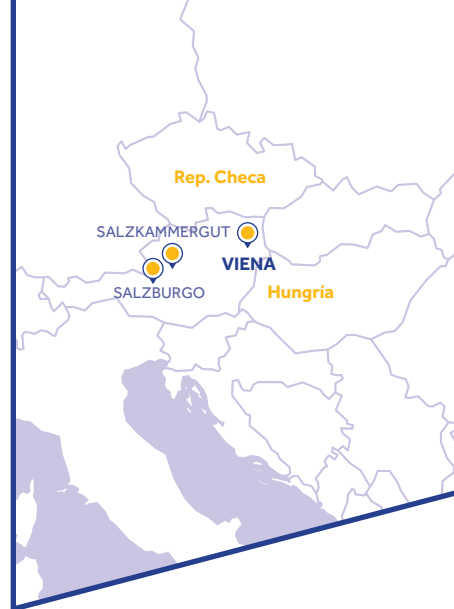 Rep. Checa
SALZKAMMERGUT
VIENA
SALZBURGO
Hungría